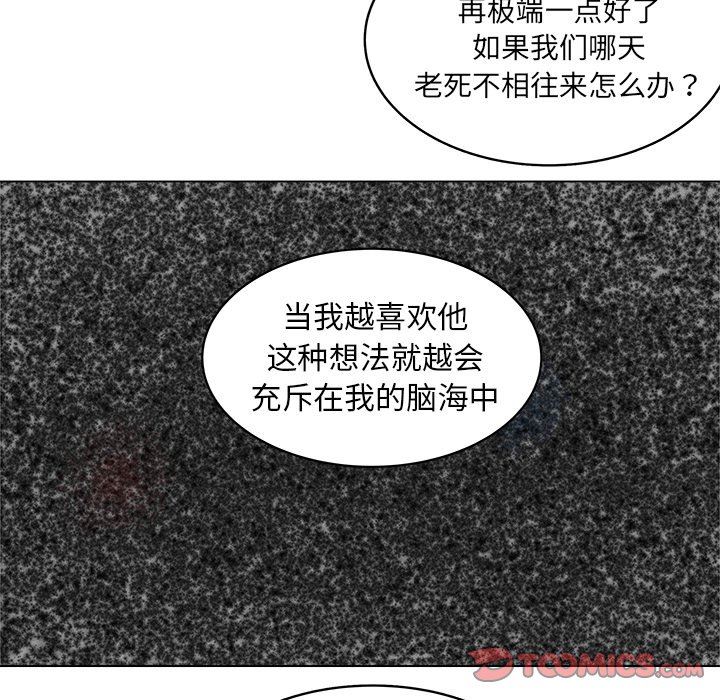 再极端一点好了
如果我们哪天
老死不相往来怎么办？
当我越喜欢他
这种想法就越会
充斥在我的脑海中
TCOMICS.COM